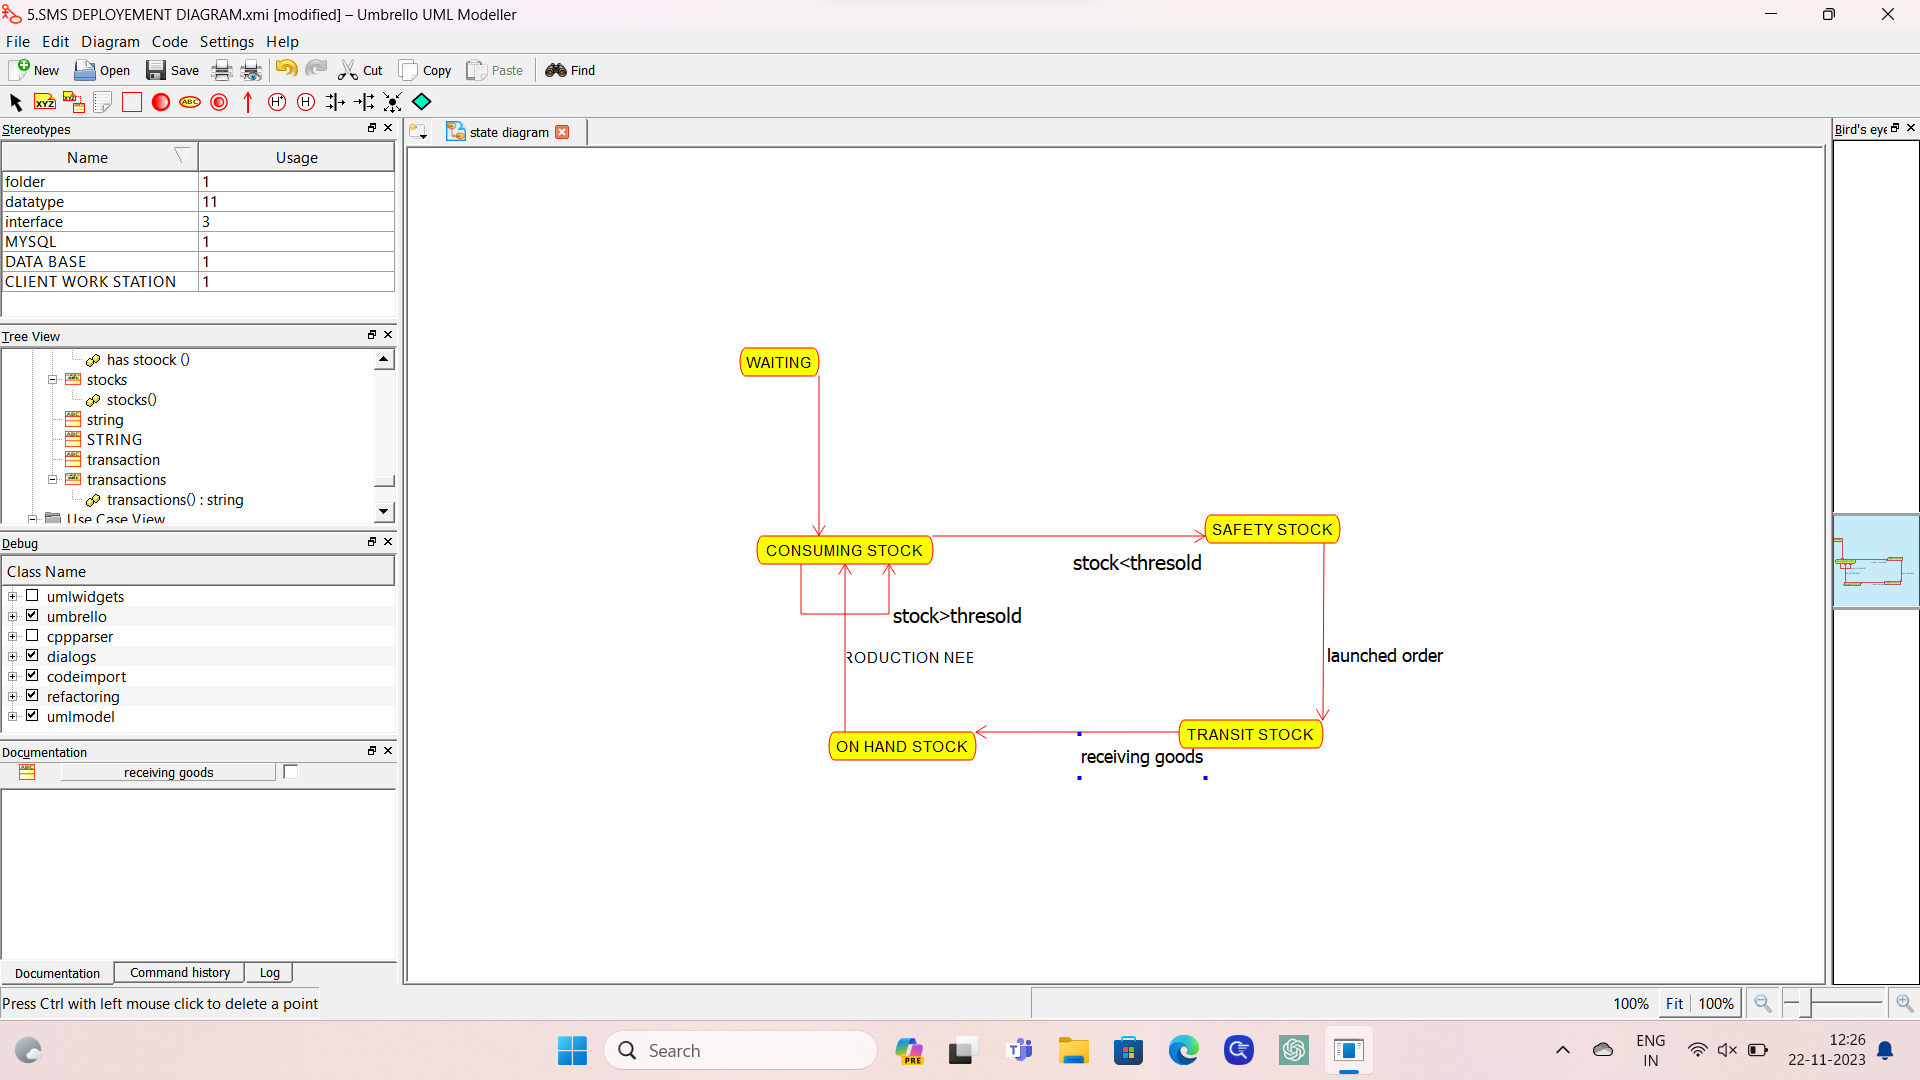 5.SMS DEPLOYEMENT DIAGRAM.xmi [modified] – Umbrello UML Modeller
File Edit Diagram Code Settings Help
New Open Save Cut Copy Paste Find
XYZ XYZ ABC H* H
Stereotypes
Name Usage
folder 1
datatype 11
interface 3
MYSQL 1
DATA BASE 1
CLIENT WORK STATION 1
Tree View
has stoock ()
stocks
stocks()
string
STRING
transaction
transactions
transactions() : string
Use Case View
Debug
Class Name
umlwidgets
umbrello
cppparser
dialogs
codeimport
refactoring
umlmodel
Documentation
receiving goods
Documentation Command history Log
Press Ctrl with left mouse click to delete a point
state diagram
WAITING
CONSUMING STOCK
SAFETY STOCK
stock<thresold
stock>thresold
RODUCTION NEE
launched order
ON HAND STOCK
TRANSIT STOCK
receiving goods
Bird's eye
100% Fit 100%
Search
PRE
ENG
IN
12:26
22-11-2023